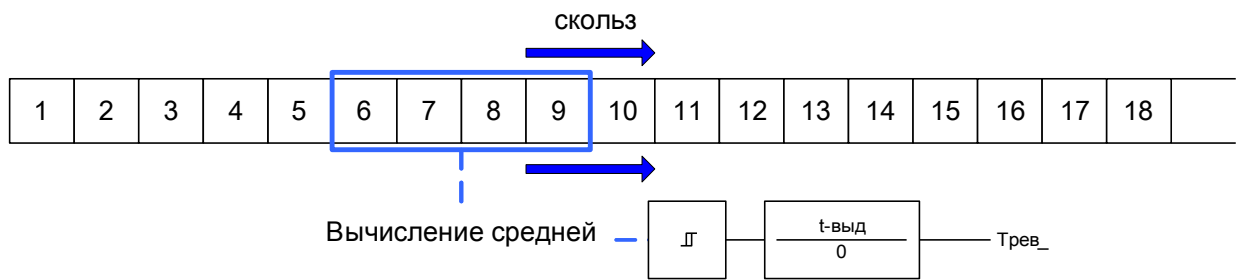 скольз
1 2 3 4 5 6 7 8 9 10 11 12 13 14 15 16 17 18
Вычисление средней
t-выд
0
Трев_